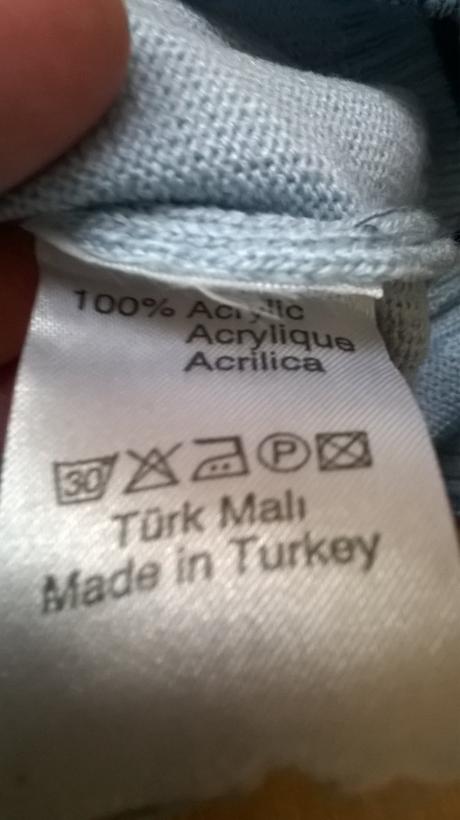 100% Acrylic
Acrylique
Acrilica
30 P
Türk Malı
Made in Turkey